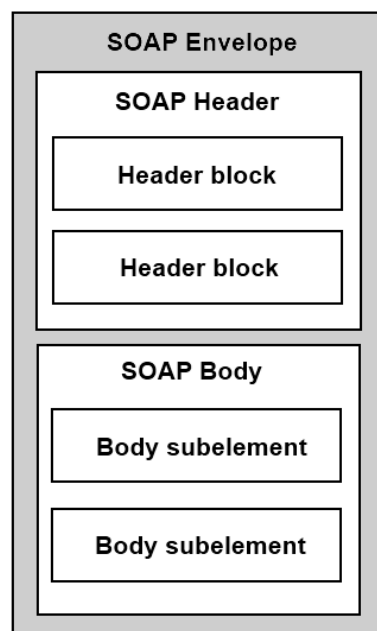 SOAP Envelope
SOAP Header
Header block
Header block
SOAP Body
Body subelement
Body subelement